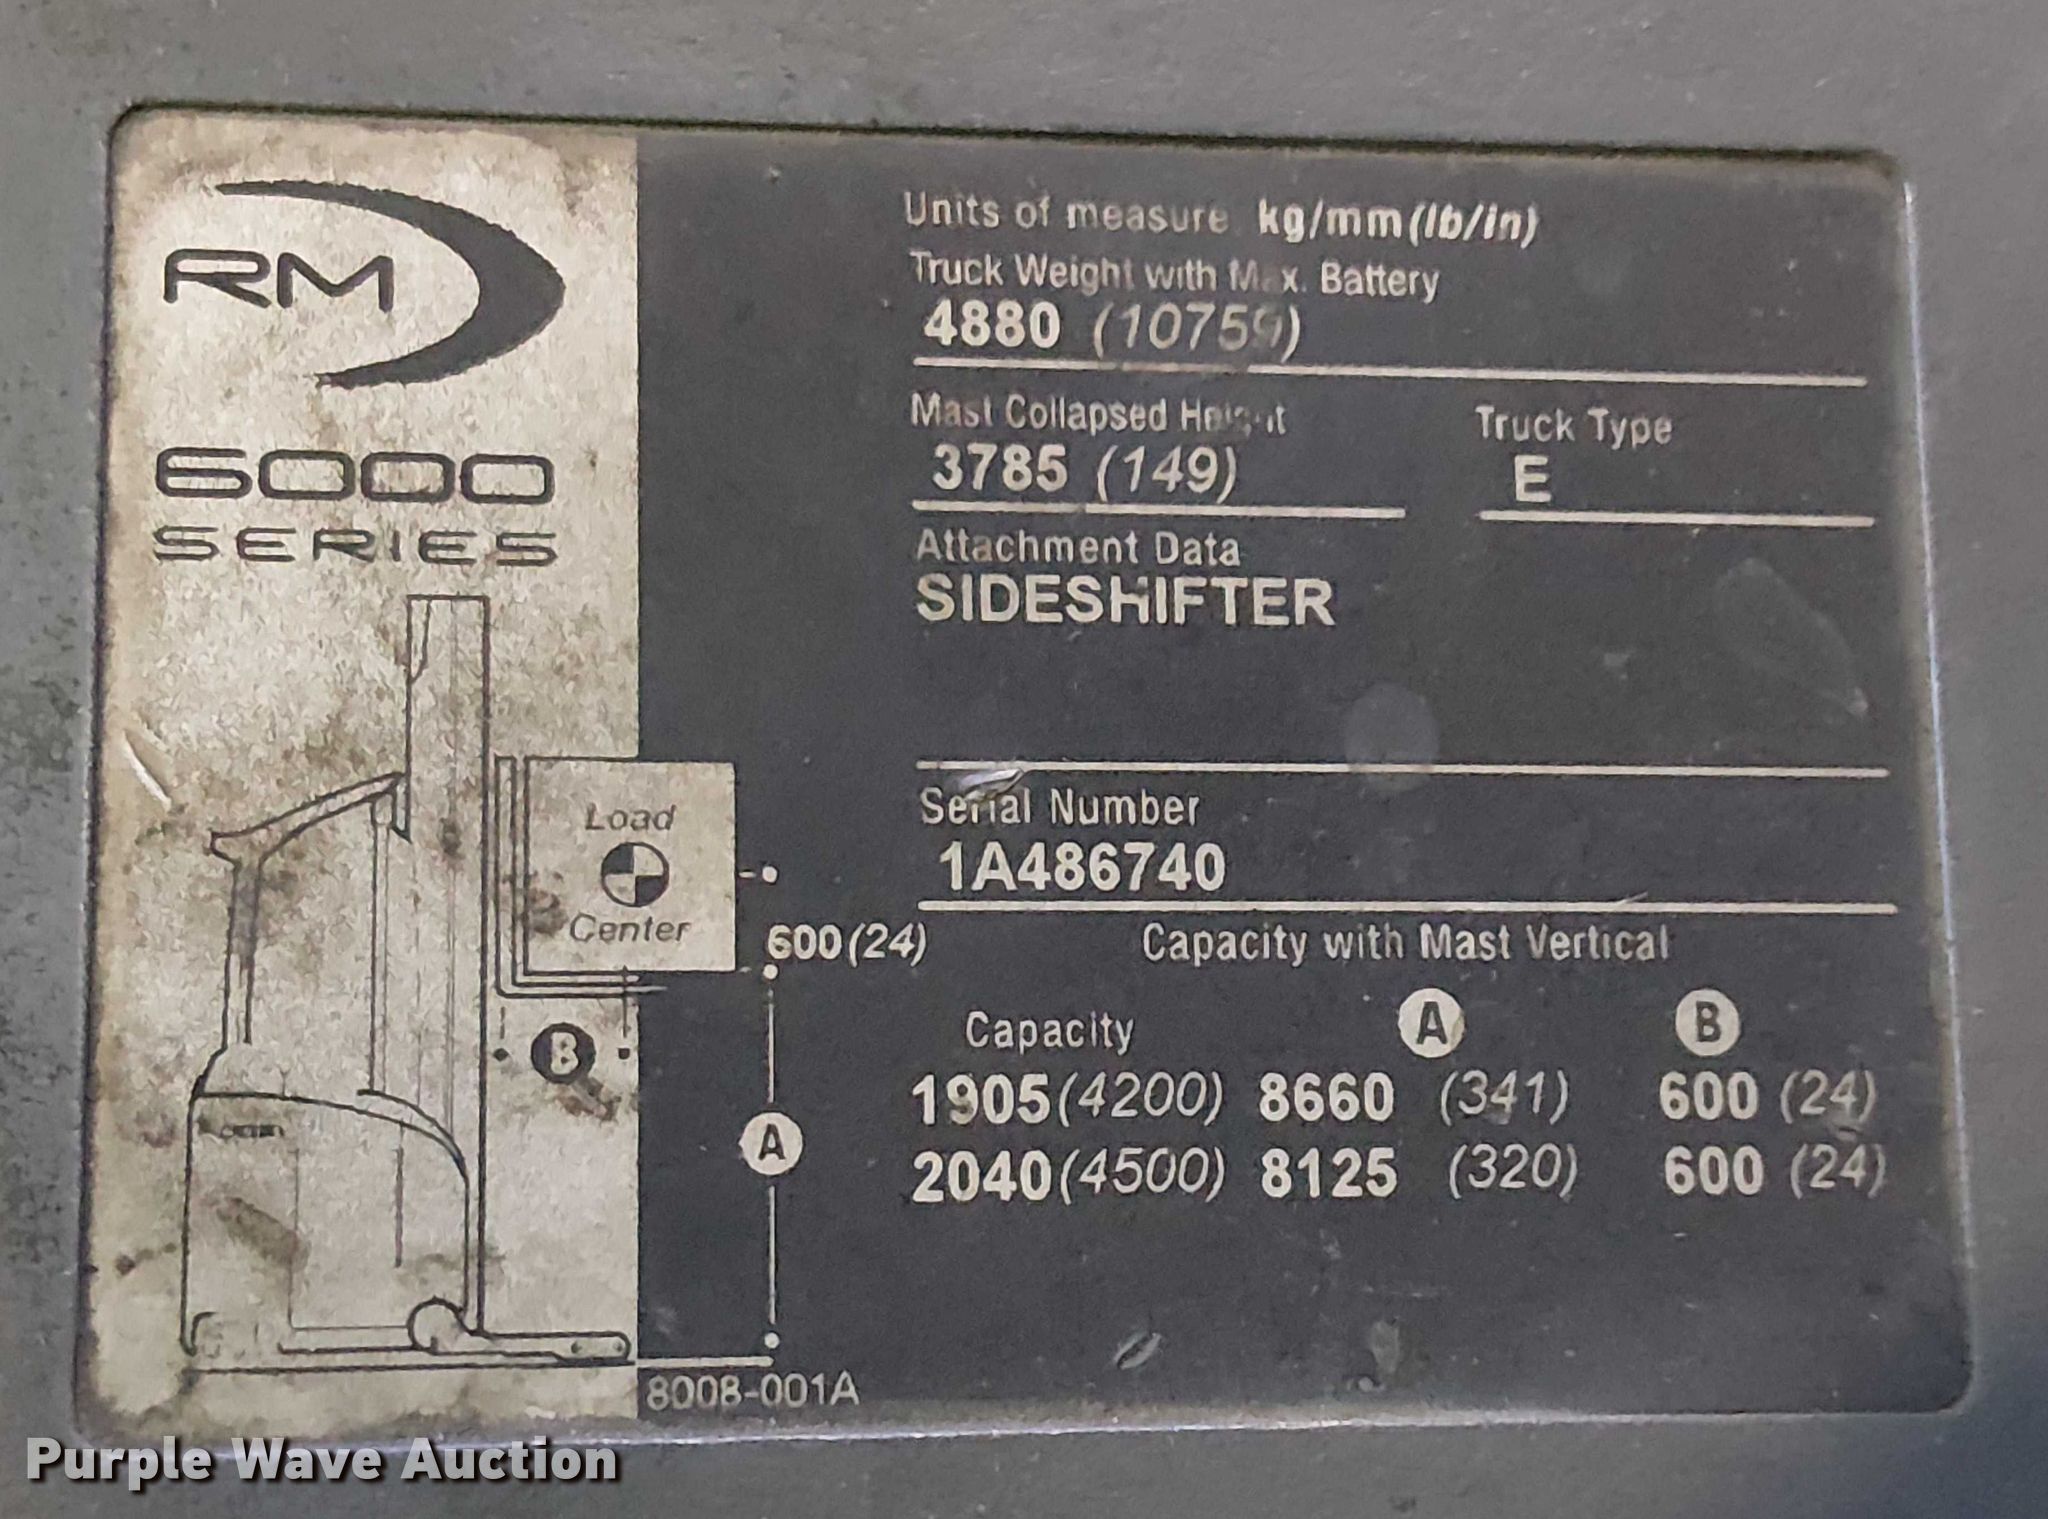 RM
6000
SERIES
Load
Center
600(24)
B
A
8008-001A
Units of measure kg/mm(lb/in)
Truck Weight with Max. Battery
4880 (10759)
Mast Collapsed Height
3785 (149)
Truck Type
E
Attachment Data
SIDESHIFTER
Serial Number
1A486740
Capacity with Mast Vertical
Capacity A B
1905(4200) 8660 (341) 600 (24)
2040(4500) 8125 (320) 600 (24)
Purple Wave Auction